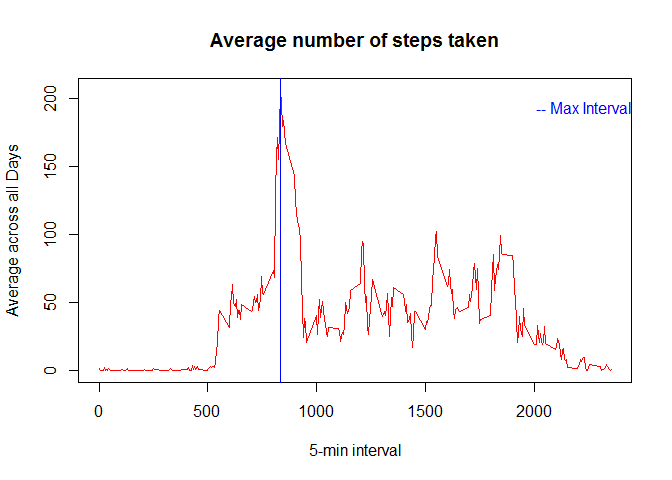 Average number of steps taken
-- Max Interval
Average across all Days
200
150
100
50
0
0 500 1000 1500 2000
5-min interval